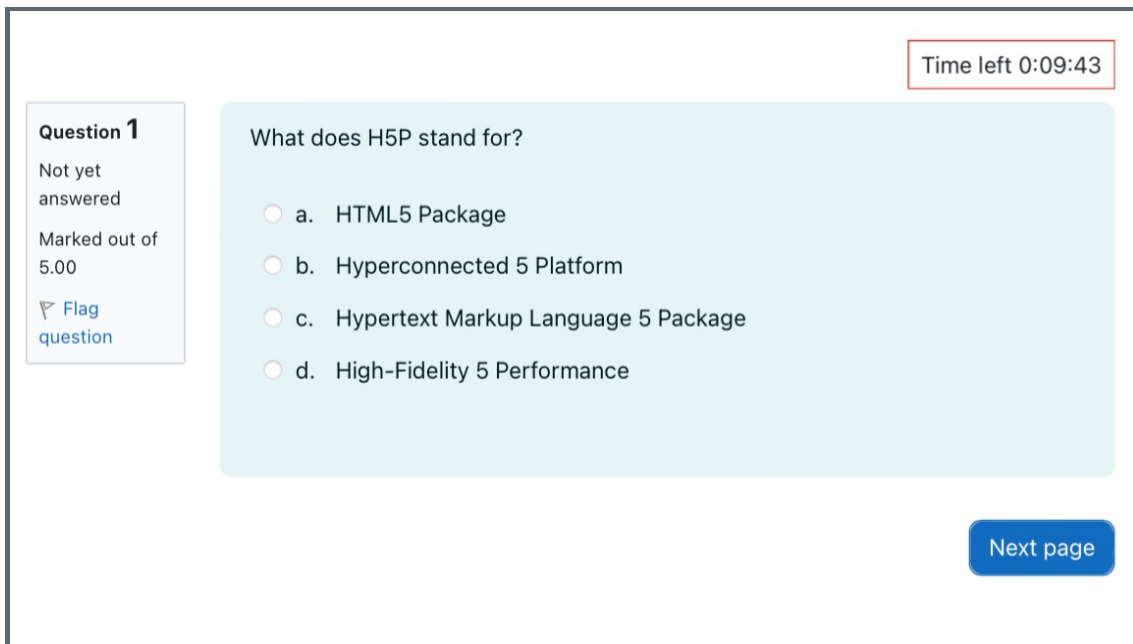 Time left 0:09:43
Question 1
Not yet
answered
Marked out of
5.00
Flag
question
What does H5P stand for?
a. HTML5 Package
b. Hyperconnected 5 Platform
c. Hypertext Markup Language 5 Package
d. High-Fidelity 5 Performance
Next page